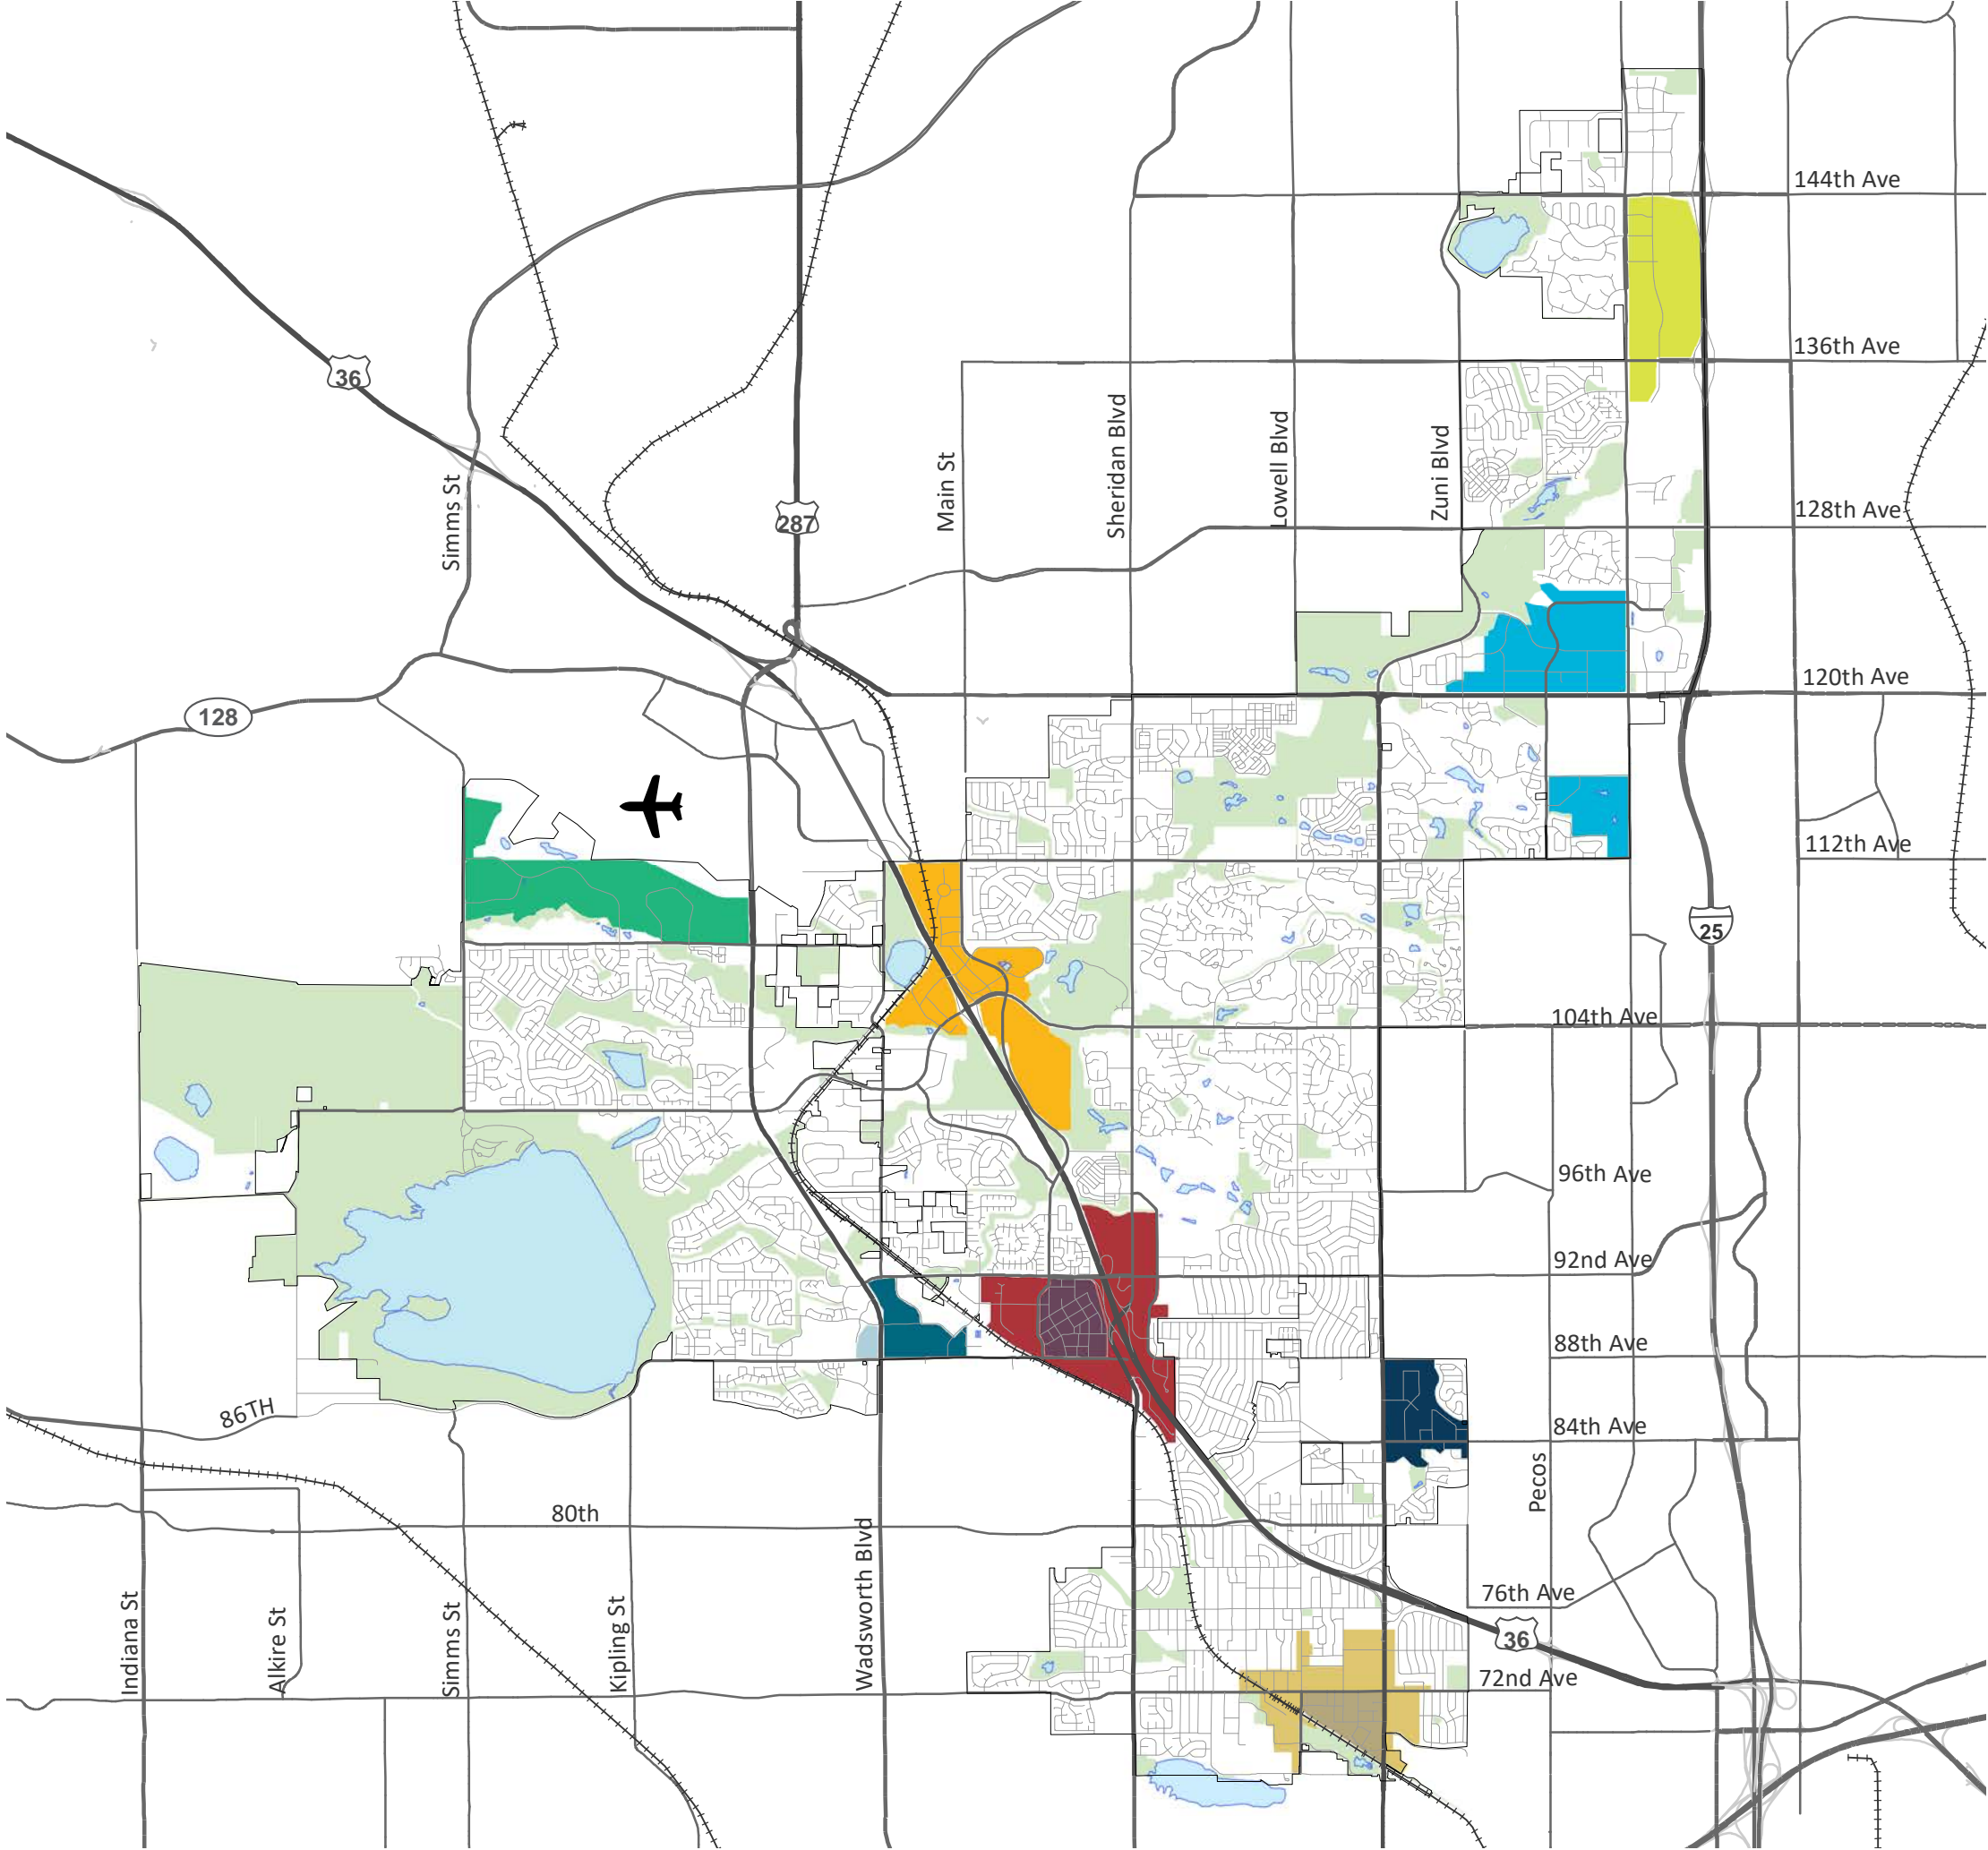 144th Ave
136th Ave
36
Sheridan Blvd
Lowell Blvd
Zuni Blvd
Main St
Simms St
287
128th Ave
120th Ave
128
112th Ave
25
104th Ave
96th Ave
92nd Ave
88th Ave
86TH
84th Ave
Pecos
80th
Wadsworth Blvd
76th Ave
Indiana St
Alkire St
Simms St
Kipling St
36
72nd Ave